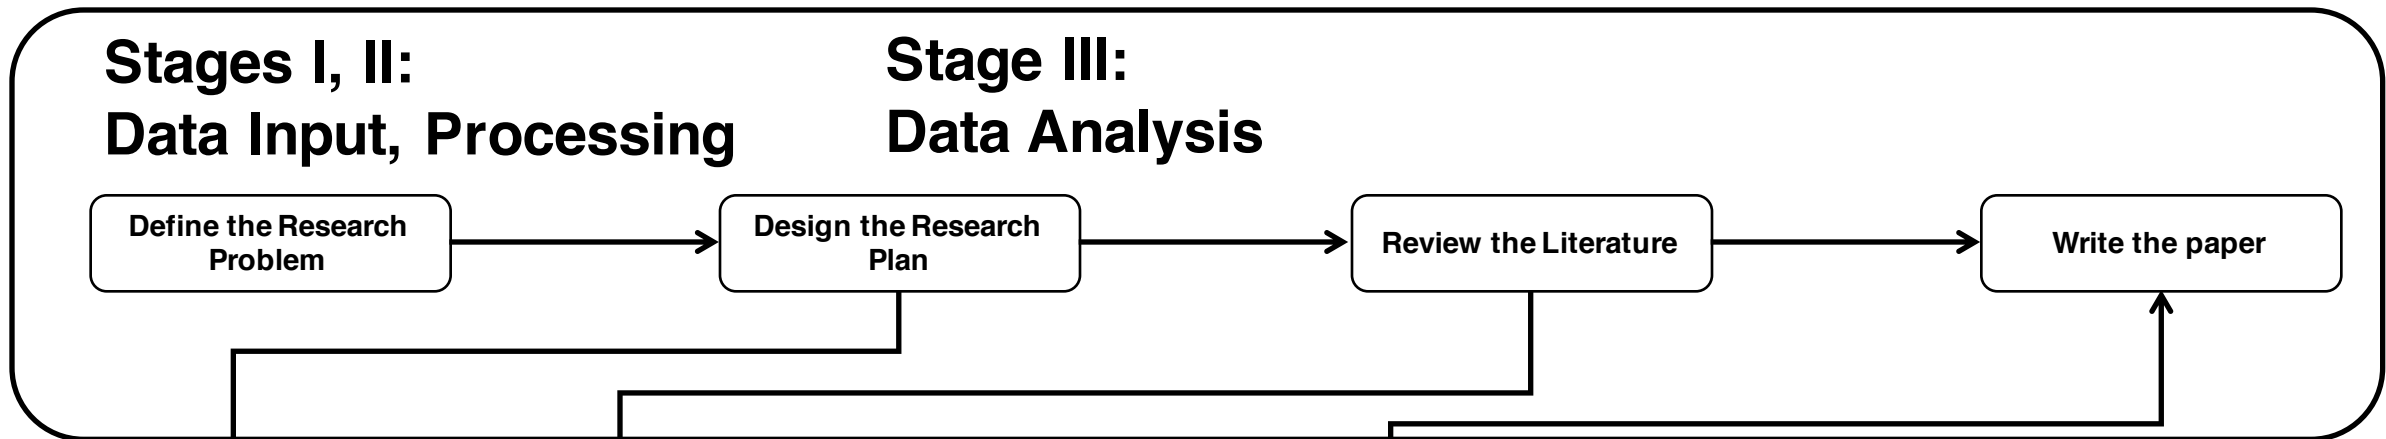 Stages I, II:
Data Input, Processing
Stage III:
Data Analysis
Define the Research
Problem
Design the Research
Plan
Review the Literature
Write the paper